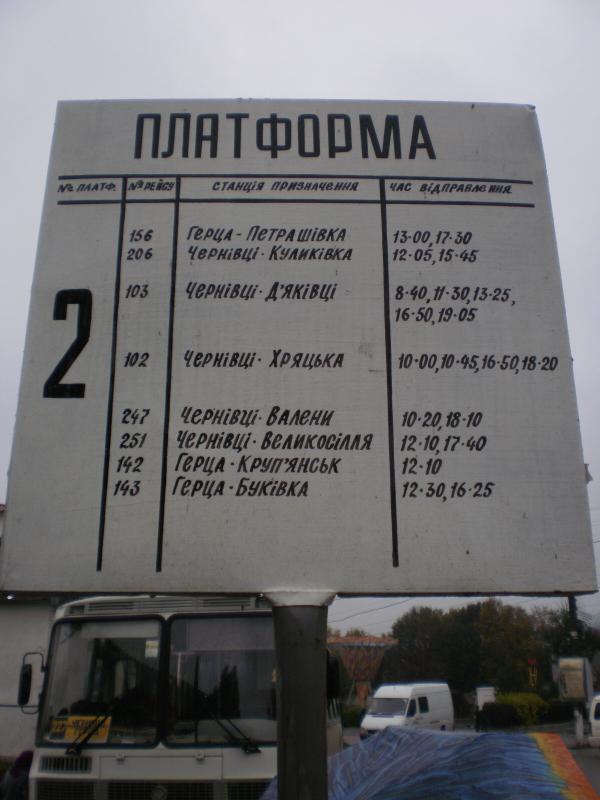 ПЛАТФОРМА
№ ПЛАТФ. № РЕЙСУ СТАНЦІЯ ПРИЗНАЧЕННЯ ЧАС ВІДПРАВЛЕННЯ
2
156 ГЕРЦА-ПЕТРАШІВКА 13-00,17-30
206 ЧЕРНІВЦІ-КУЛИКІВКА 12-05,15-45
103 ЧЕРНІВЦІ-Д'ЯКІВЦІ 8-40,11-30,13-25,
16-50,19-05
102 ЧЕРНІВЦІ-ХРЯЦЬКА 10-00,10-45,16-50,18-20
247 ЧЕРНІВЦІ-ВАЛЕНИ 10-20,18-10
251 ЧЕРНІВЦІ-ВЕЛИКОСІЛЛЯ 12-10,17-40
142 ГЕРЦА-КРУП'ЯНСЬК 12-10
143 ГЕРЦА-БУКІВКА 12-30,16-25